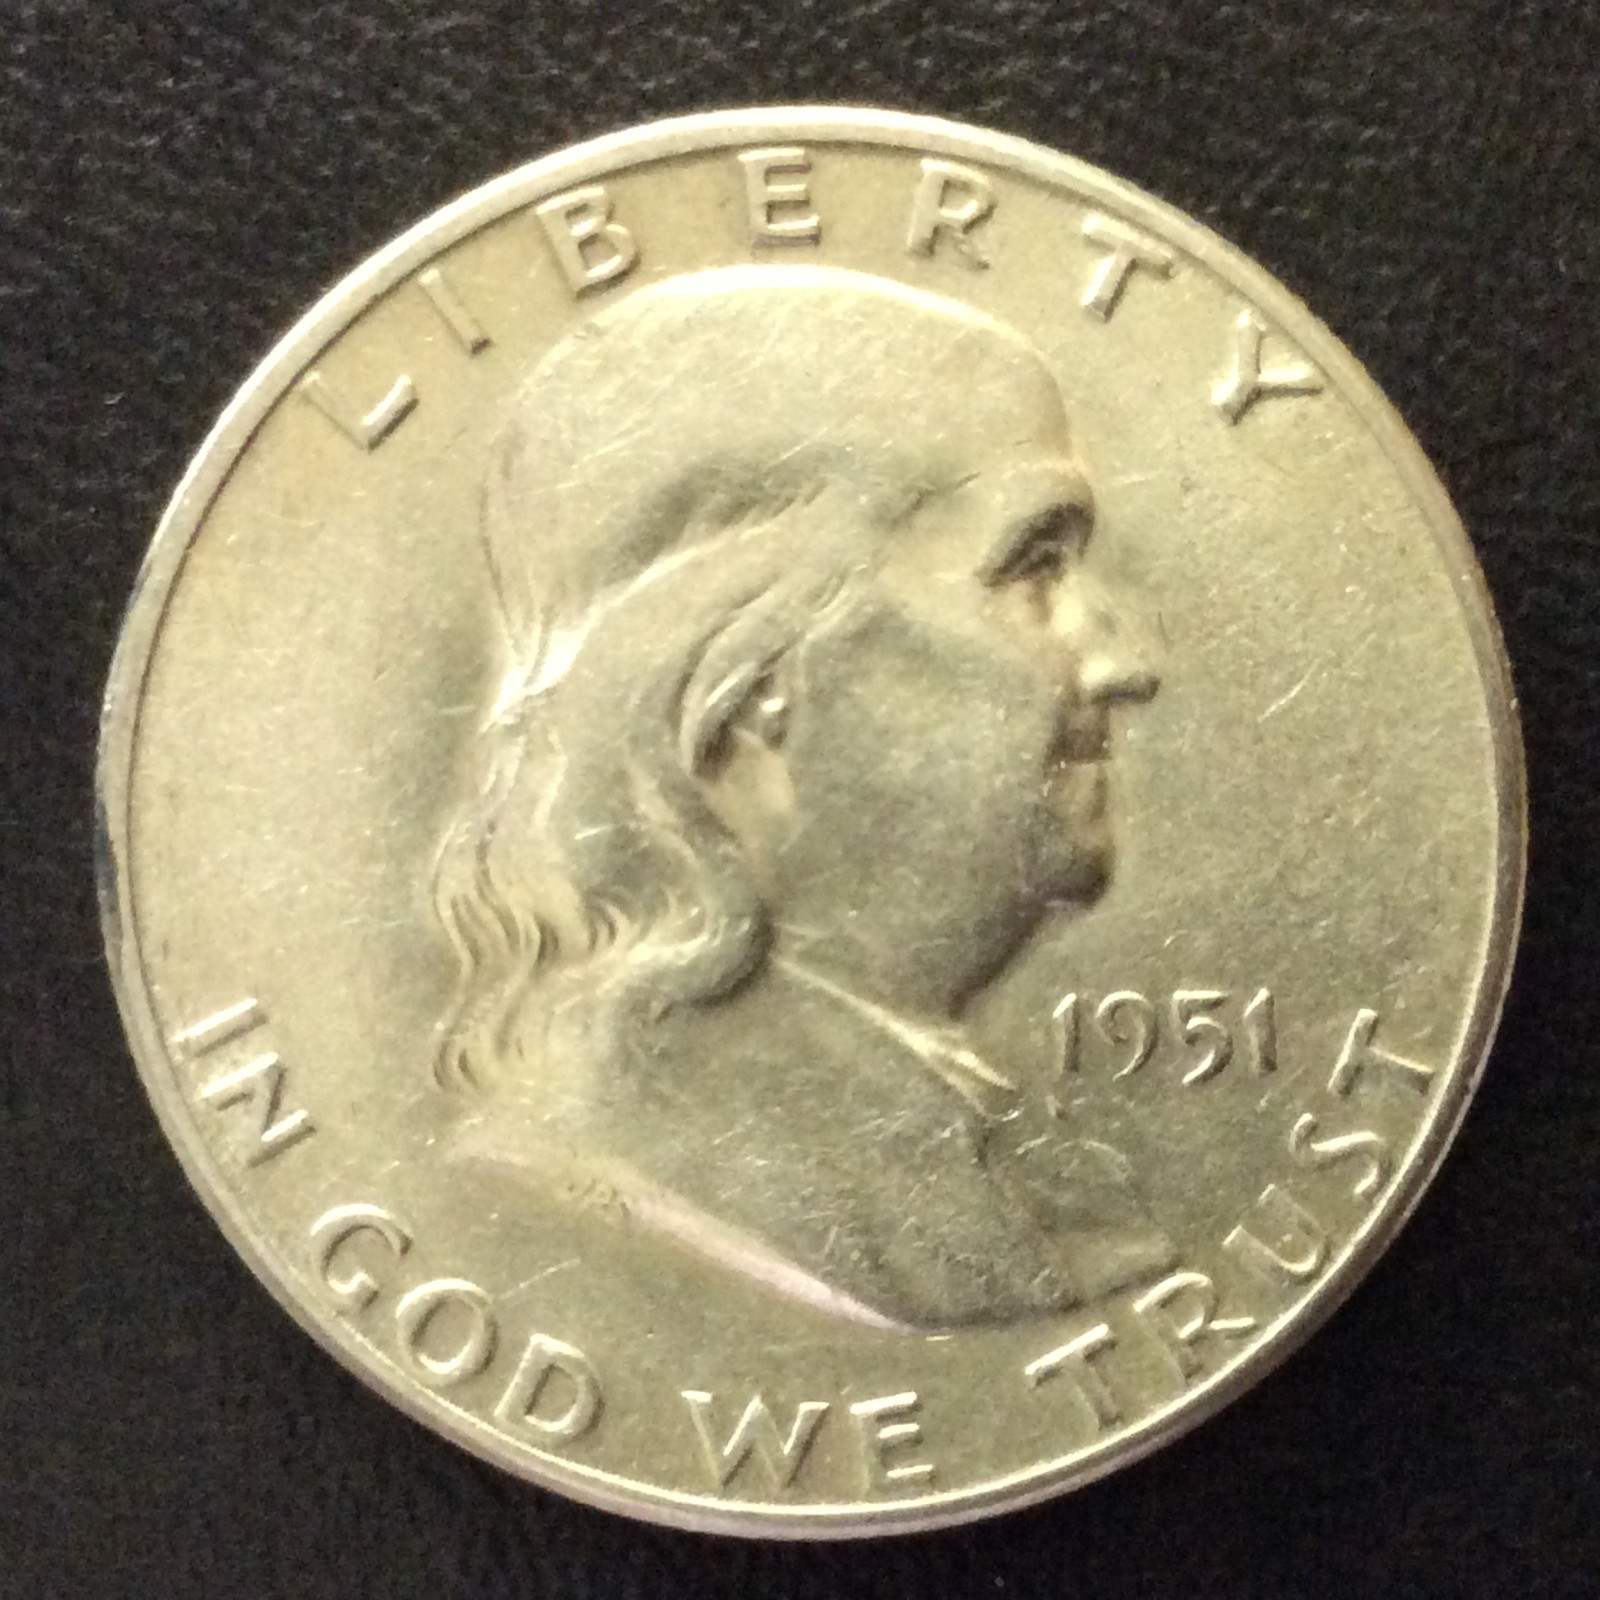 LIBERTY
1951
IN GOD WE TRUST